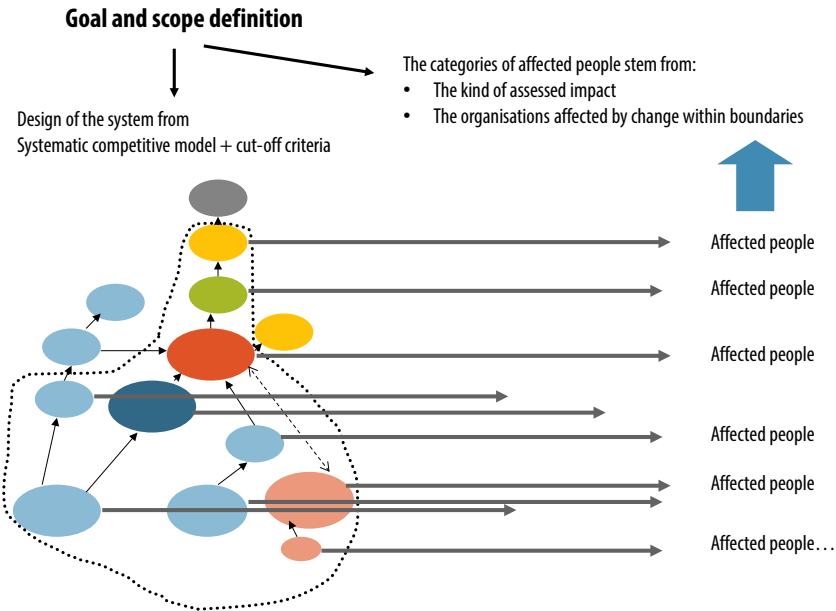 Goal and scope definition
The categories of affected people stem from:
• The kind of assessed impact
• The organisations affected by change within boundaries
Design of the system from
Systematic competitive model + cut-off criteria
Affected people
Affected people
Affected people
Affected people
Affected people
Affected people…